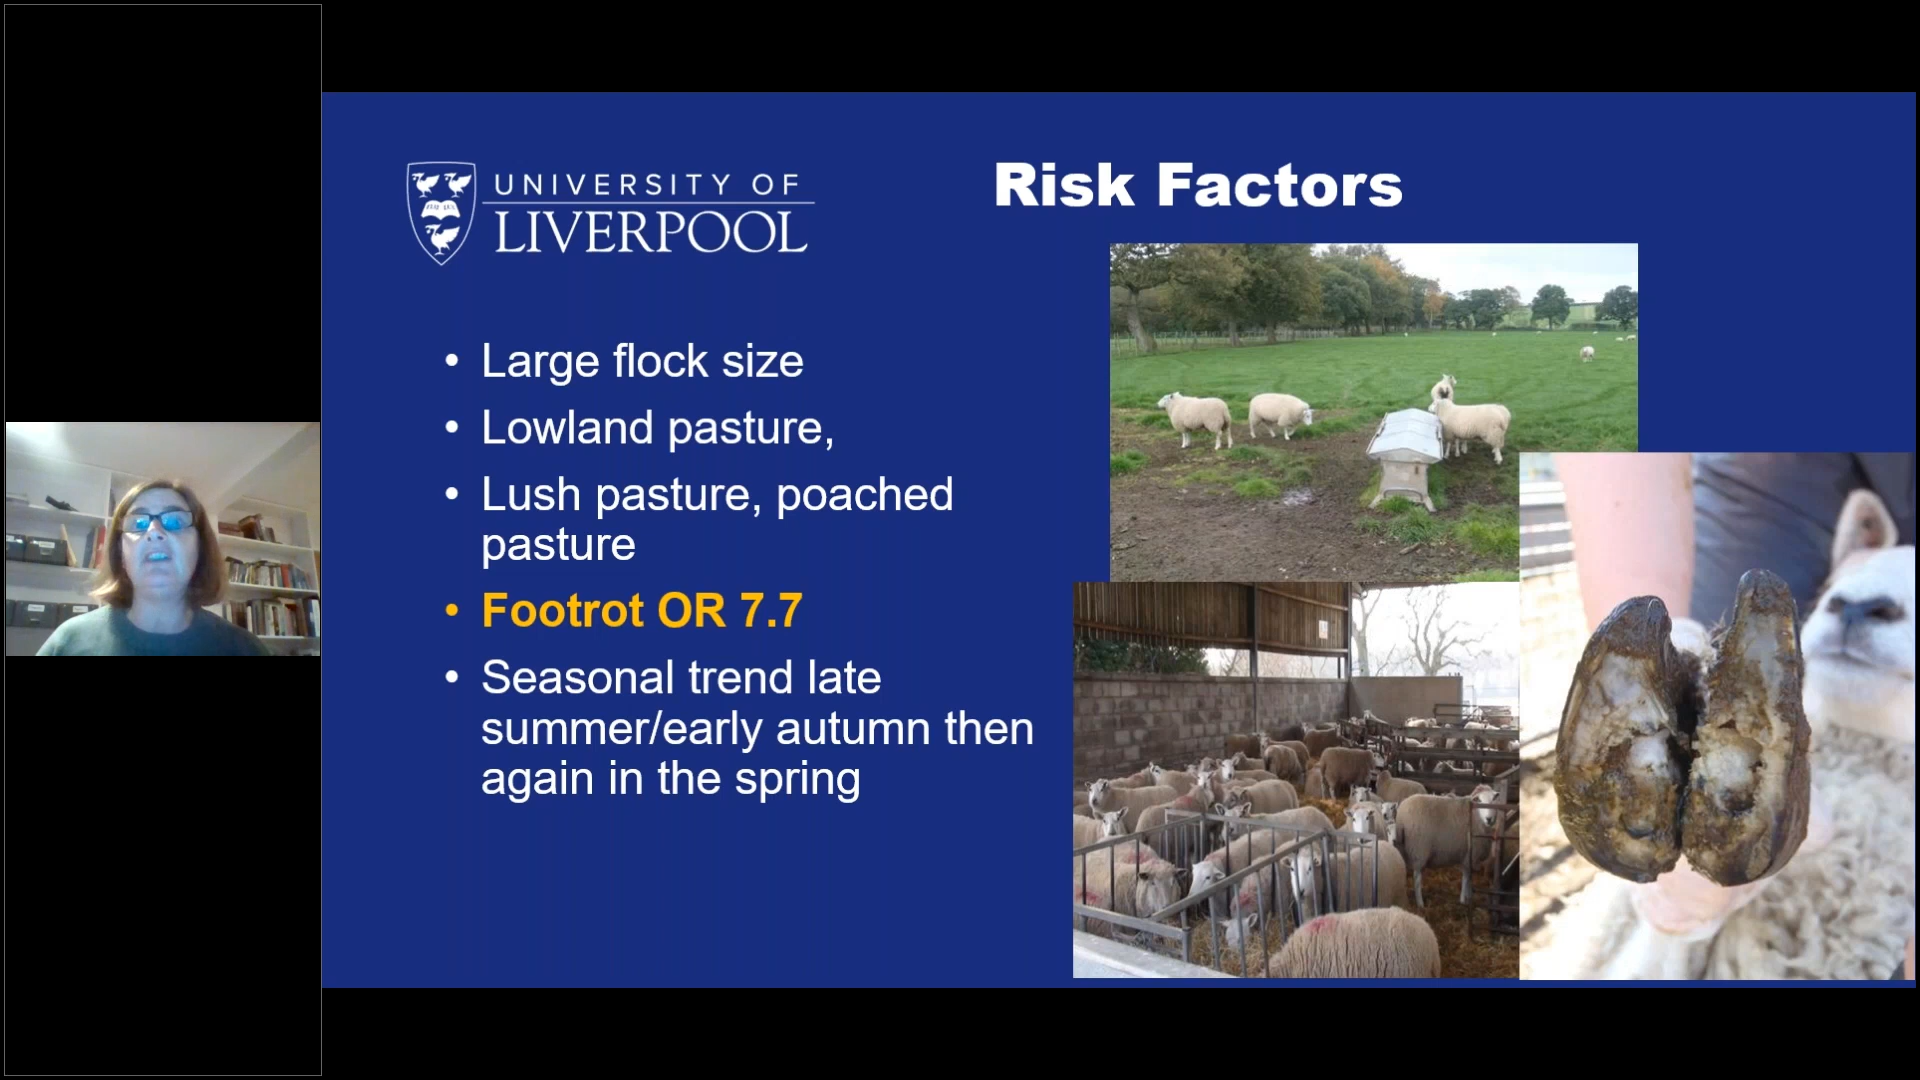 UNIVERSITY OF
LIVERPOOL
Risk Factors
• Large flock size
• Lowland pasture,
• Lush pasture, poached
pasture
• Footrot OR 7.7
• Seasonal trend late
summer/early autumn then
again in the spring